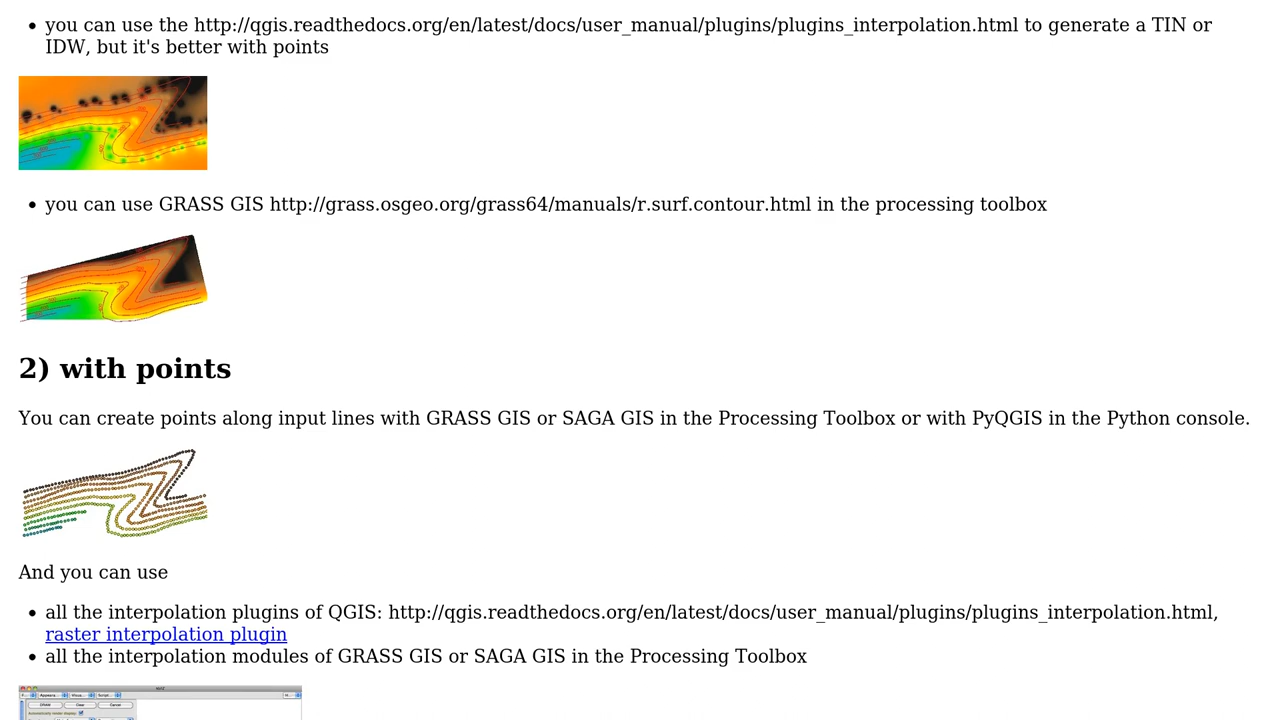 you can use the http://qgis.readthedocs.org/en/latest/docs/user_manual/plugins/plugins_interpolation.html to generate a TIN or
IDW, but it's better with points
you can use GRASS GIS http://grass.osgeo.org/grass64/manuals/r.surf.contour.html in the processing toolbox
2) with points
You can create points along input lines with GRASS GIS or SAGA GIS in the Processing Toolbox or with PyQGIS in the Python console.
And you can use
all the interpolation plugins of QGIS: http://qgis.readthedocs.org/en/latest/docs/user_manual/plugins/plugins_interpolation.html,
raster interpolation plugin
all the interpolation modules of GRASS GIS or SAGA GIS in the Processing Toolbox